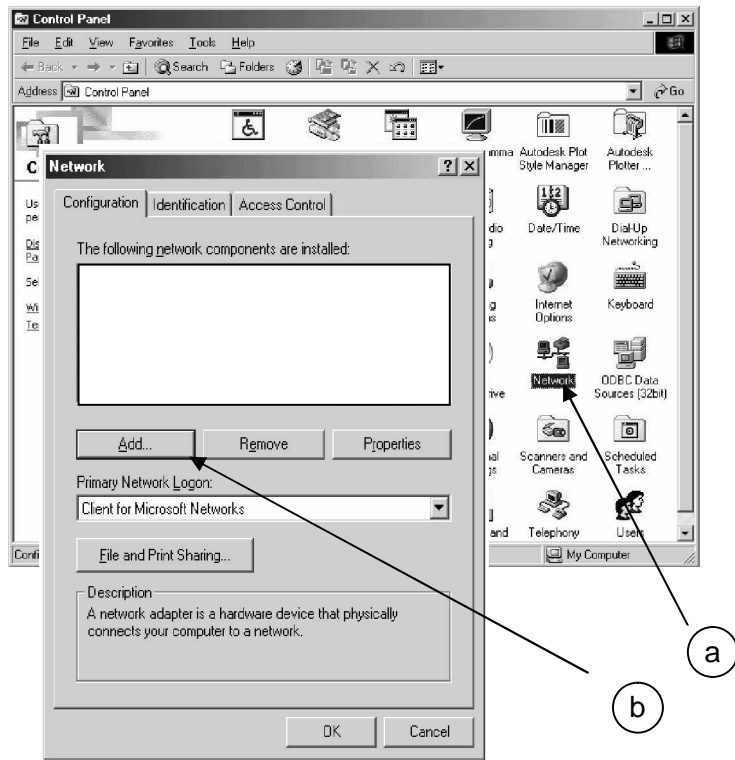 Control Panel
File Edit View Favorites Tools Help
Back Search Folders
Address Control Panel Go
Autodesk Plot Style Manager
Autodesk Plotter ...
Date/Time
Dial-Up Networking
Internet Options
Keyboard
Network
ODBC Data Sources (32bit)
Scanners and Cameras
Scheduled Tasks
and
Telephony
Users
My Computer
Network
Configuration Identification Access Control
The following network components are installed:
Add... Remove Properties
Primary Network Logon:
Client for Microsoft Networks
File and Print Sharing...
Description
A network adapter is a hardware device that physically
connects your computer to a network.
OK Cancel
a
b